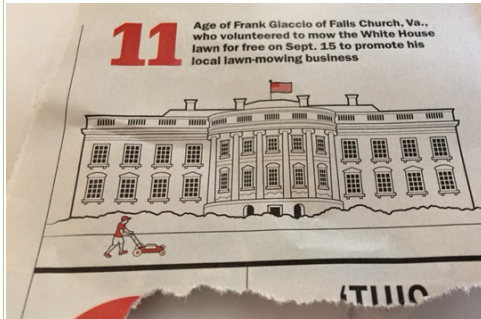 11
Age of Frank Giaccio of Falls Church, Va.,
who volunteered to mow the White House
lawn for free on Sept. 15 to promote his
local lawn-mowing business